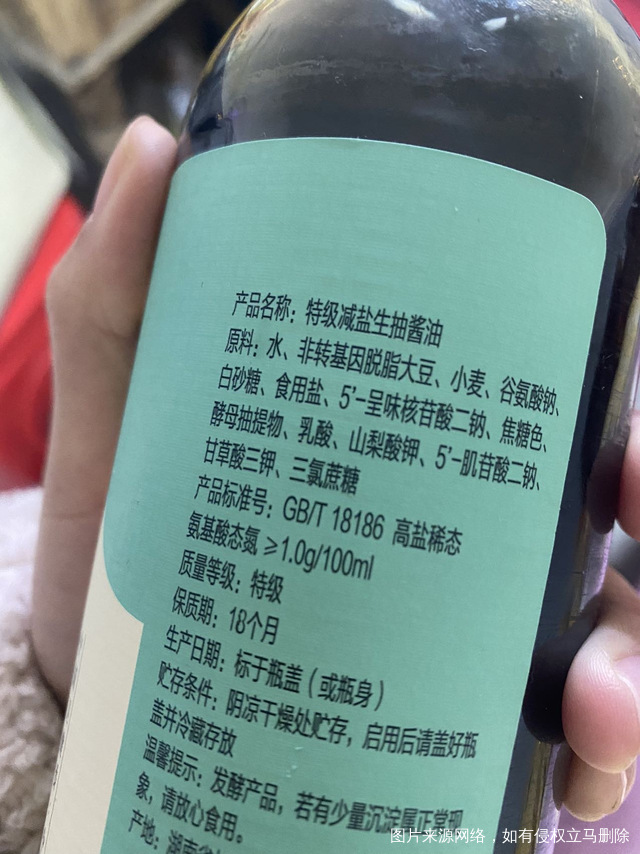 产品名称：特级减盐生抽酱油
原料：水、非转基因脱脂大豆、小麦、谷氨酸钠、
白砂糖、食用盐、5'-呈味核苷酸二钠、焦糖色、
酵母抽提物、乳酸、山梨酸钾、5'-肌苷酸二钠、
甘草酸三钾、三氯蔗糖
产品标准号：GB/T 18186 高盐稀态
氨基酸态氮≥1.0g/100ml
质量等级：特级
保质期：18个月
生产日期：标于瓶盖（或瓶身）
贮存条件：阴凉干燥处贮存，启用后请盖好瓶
盖并冷藏存放
温馨提示：发酵产品，若有少量沉淀属正常现
象，请放心食用。
产地：湖南省
图片来源网络，如有侵权立马删除